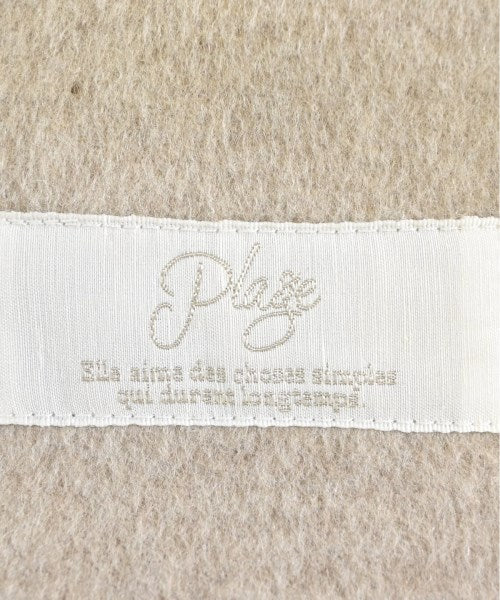 Plage
Elle aime des choses simples
qui durent longtemps.